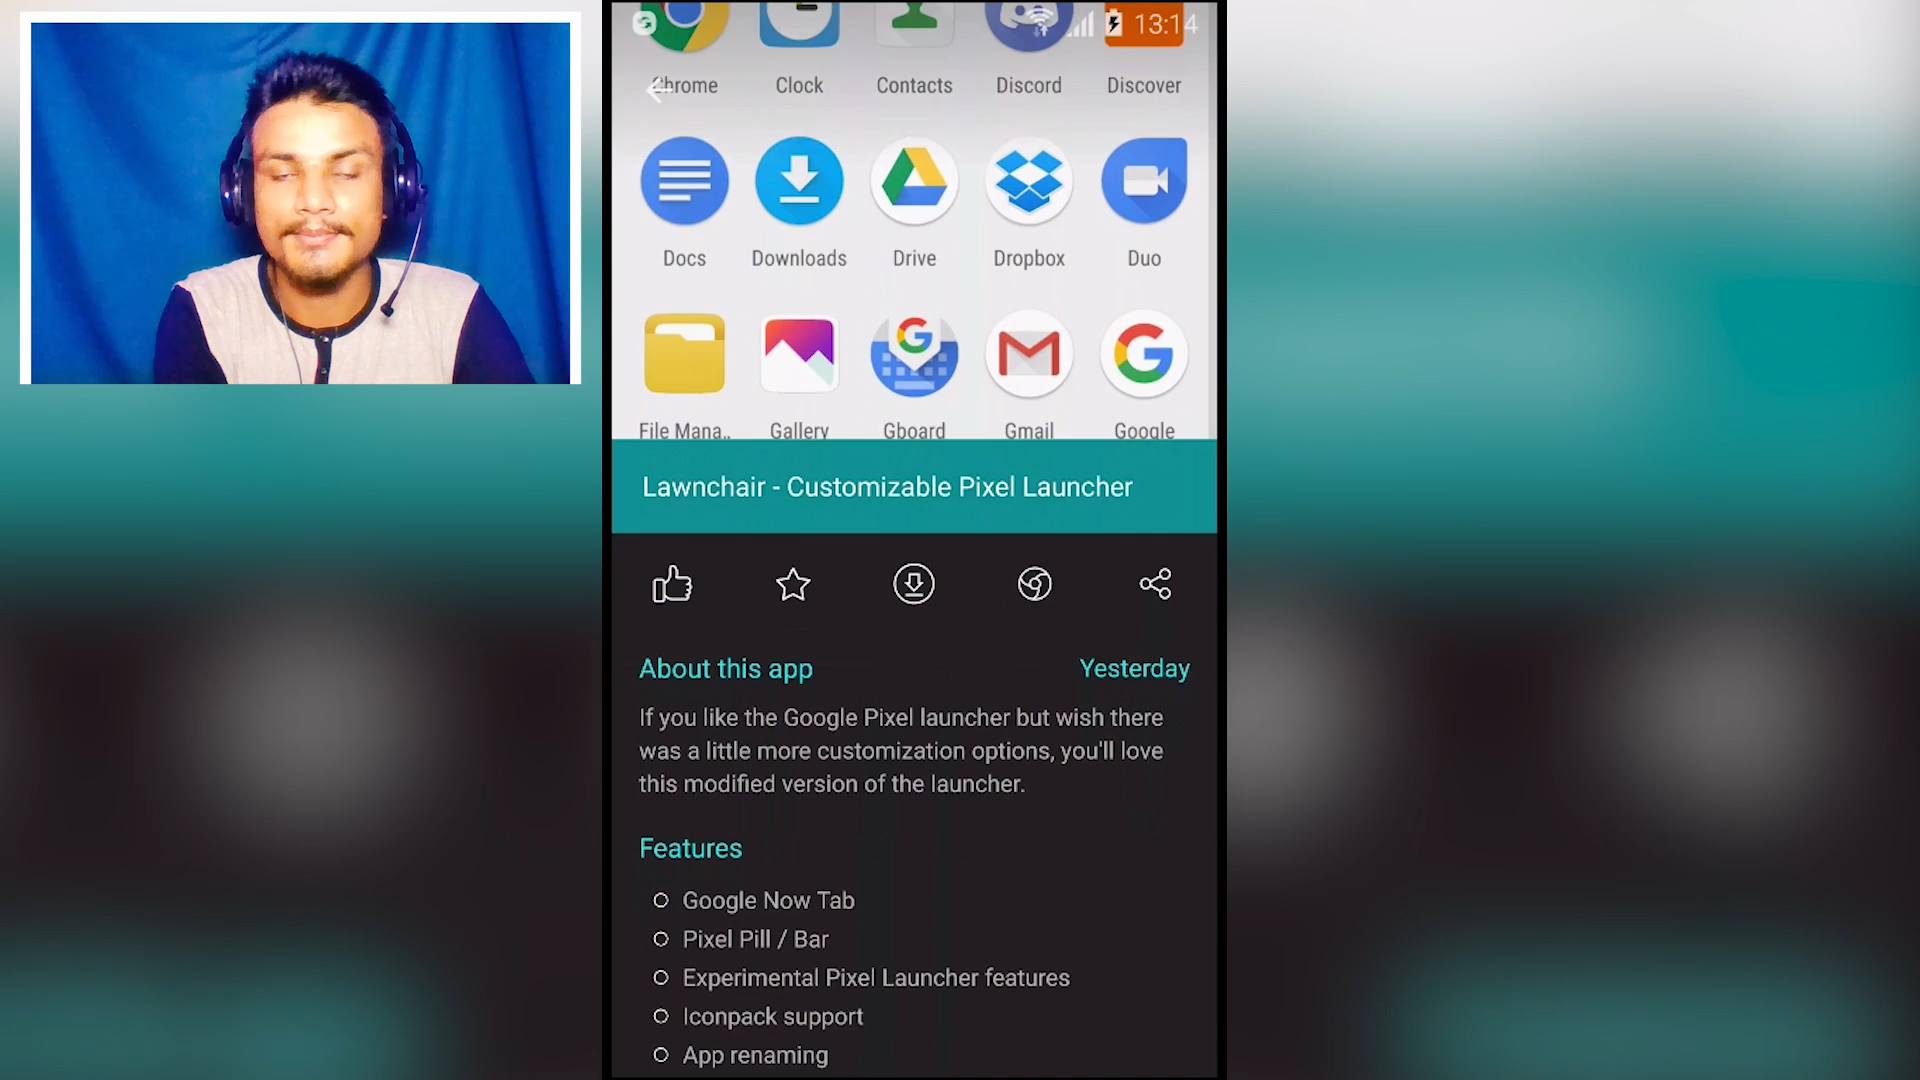 13:14
Chrome Clock Contacts Discord Discover
Docs Downloads Drive Dropbox Duo
File Mana.. Gallery Gboard Gmail Google
Lawnchair - Customizable Pixel Launcher
About this app Yesterday
If you like the Google Pixel launcher but wish there
was a little more customization options, you'll love
this modified version of the launcher.
Features
Google Now Tab
Pixel Pill / Bar
Experimental Pixel Launcher features
Iconpack support
App renaming